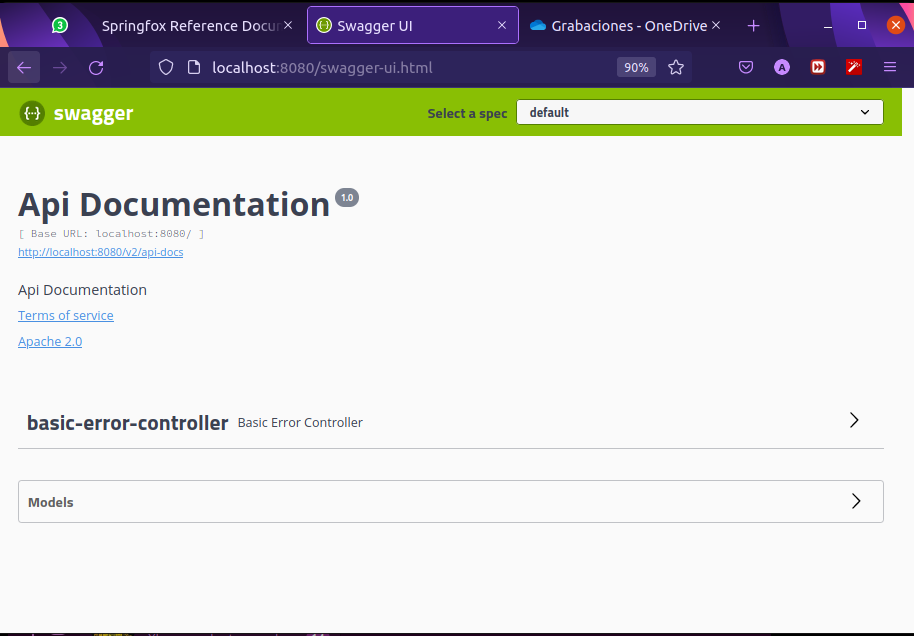 3
Springfox Reference Docu
Swagger UI
Grabaciones - OneDrive
localhost:8080/swagger-ui.html
90%
A
swagger
Select a spec
default
Api Documentation 1.0
[ Base URL: localhost:8080/ ]
http://localhost:8080/v2/api-docs
Api Documentation
Terms of service
Apache 2.0
basic-error-controller Basic Error Controller
Models